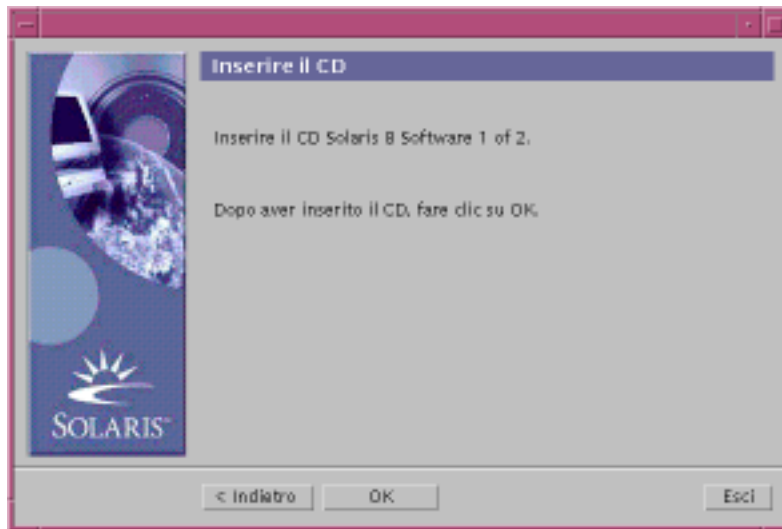 Inserire il CD
Inserire il CD Solaris 8 Software 1 of 2.
Dopo aver inserito il CD, fare clic su OK.
SOLARIS™
< Indietro
OK
Esci